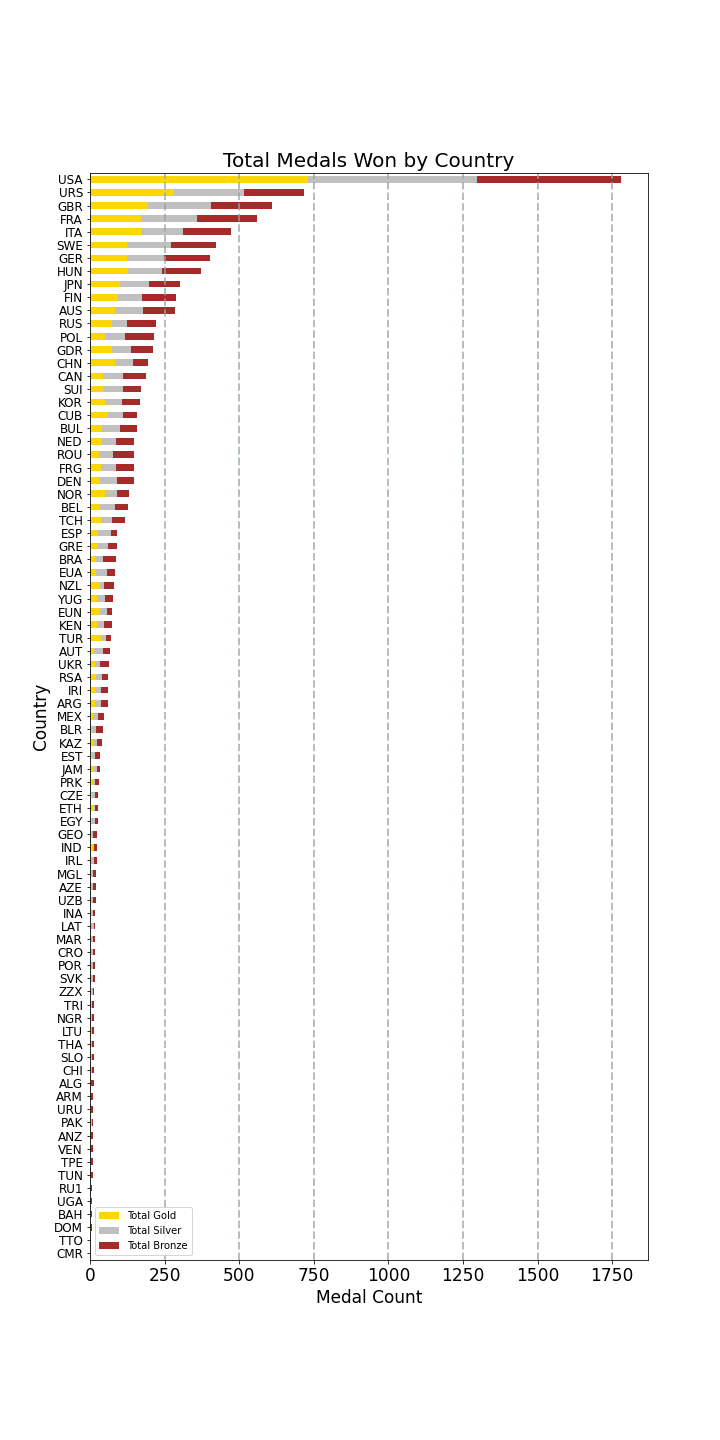 Total Medals Won by Country
USA
URS
GBR
FRA
ITA
SWE
GER
HUN
JPN
FIN
AUS
RUS
POL
GDR
CHN
CAN
SUI
KOR
CUB
BUL
NED
ROU
FRG
DEN
NOR
BEL
TCH
ESP
GRE
BRA
EUA
NZL
YUG
EUN
KEN
TUR
AUT
UKR
RSA
IRI
ARG
MEX
BLR
KAZ
EST
JAM
PRK
CZE
ETH
EGY
GEO
IND
IRL
MGL
AZE
UZB
INA
LAT
MAR
CRO
POR
SVK
ZZX
TRI
NGR
LTU
THA
SLO
CHI
ALG
ARM
URU
PAK
ANZ
VEN
TPE
TUN
RU1
UGA
BAH
DOM
TTO
CMR
Country
Total Gold
Total Silver
Total Bronze
0 250 500 750 1000 1250 1500 1750
Medal Count